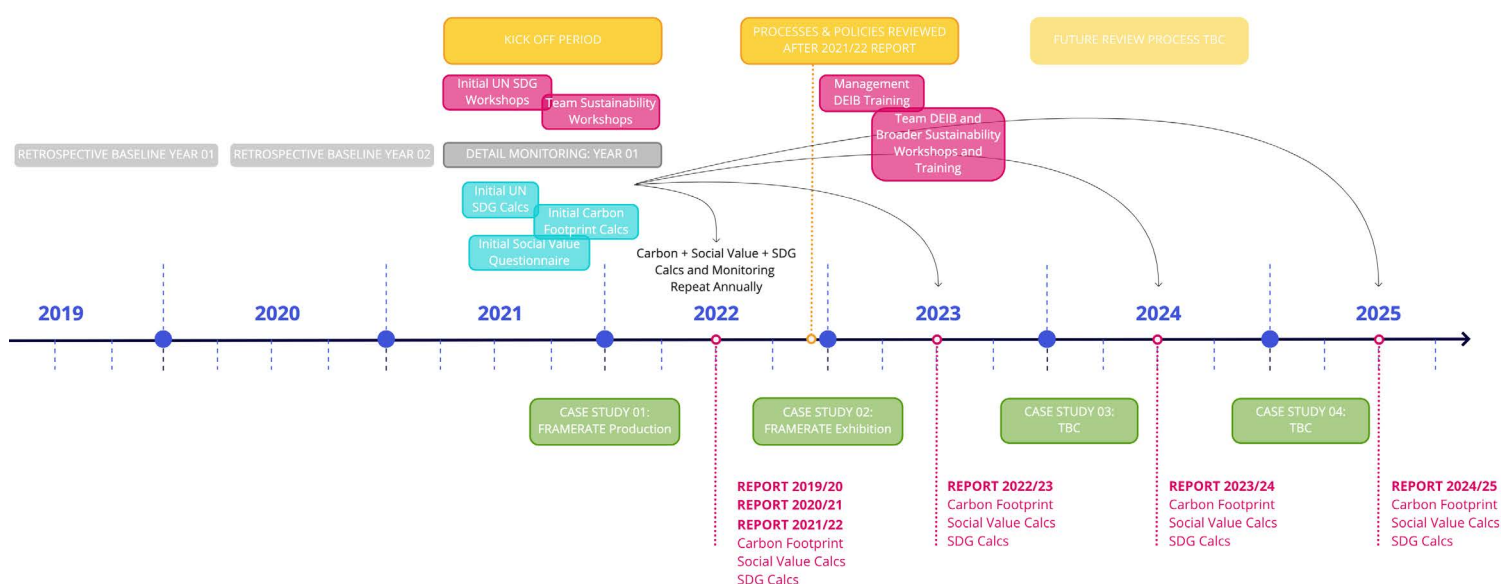 KICK OFF PERIOD
PROCESSES & POLICIES REVIEWED
AFTER 2021/22 REPORT
FUTURE REVIEW PROCESS TBC
Initial UN SDG
Workshops
Team Sustainability
Workshops
Management
DEIB Training
Team DEIB and
Broader Sustainability
Workshops and
Training
RETROSPECTIVE BASELINE YEAR 01
RETROSPECTIVE BASELINE YEAR 02
DETAIL MONITORING: YEAR 01
Initial UN
SDG Calcs
Initial Carbon
Footprint Calcs
Initial Social Value
Questionnaire
Carbon + Social Value + SDG
Calcs and Monitoring
Repeat Annually
2019
2020
2021
2022
2023
2024
2025
CASE STUDY 01:
FRAMERATE Production
CASE STUDY 02:
FRAMERATE Exhibition
CASE STUDY 03:
TBC
CASE STUDY 04:
TBC
REPORT 2019/20
REPORT 2020/21
REPORT 2021/22
Carbon Footprint
Social Value Calcs
SDG Calcs
REPORT 2022/23
Carbon Footprint
Social Value Calcs
SDG Calcs
REPORT 2023/24
Carbon Footprint
Social Value Calcs
SDG Calcs
REPORT 2024/25
Carbon Footprint
Social Value Calcs
SDG Calcs